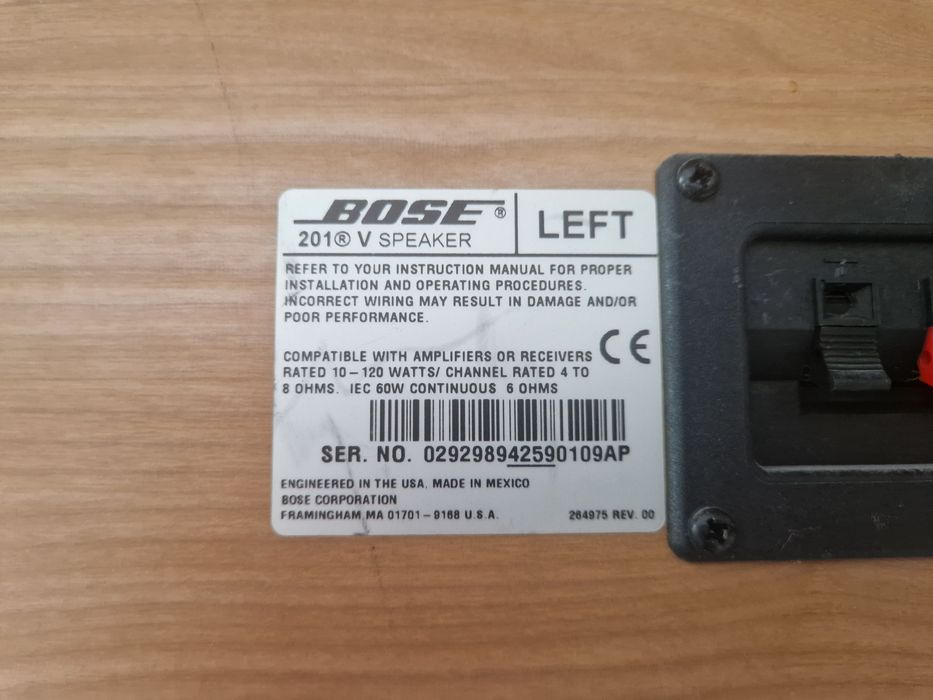 BOSE®
201® V SPEAKER
LEFT
REFER TO YOUR INSTRUCTION MANUAL FOR PROPER
INSTALLATION AND OPERATING PROCEDURES.
INCORRECT WIRING MAY RESULT IN DAMAGE AND/OR
POOR PERFORMANCE.
CE
COMPATIBLE WITH AMPLIFIERS OR RECEIVERS
RATED 10–120 WATTS/ CHANNEL RATED 4 TO
8 OHMS. IEC 60W CONTINUOUS 6 OHMS
SER. NO. 029298942590109AP
ENGINEERED IN THE USA, MADE IN MEXICO
BOSE CORPORATION
FRAMINGHAM,MA 01701–9168 U.S.A.
264975 REV. 00